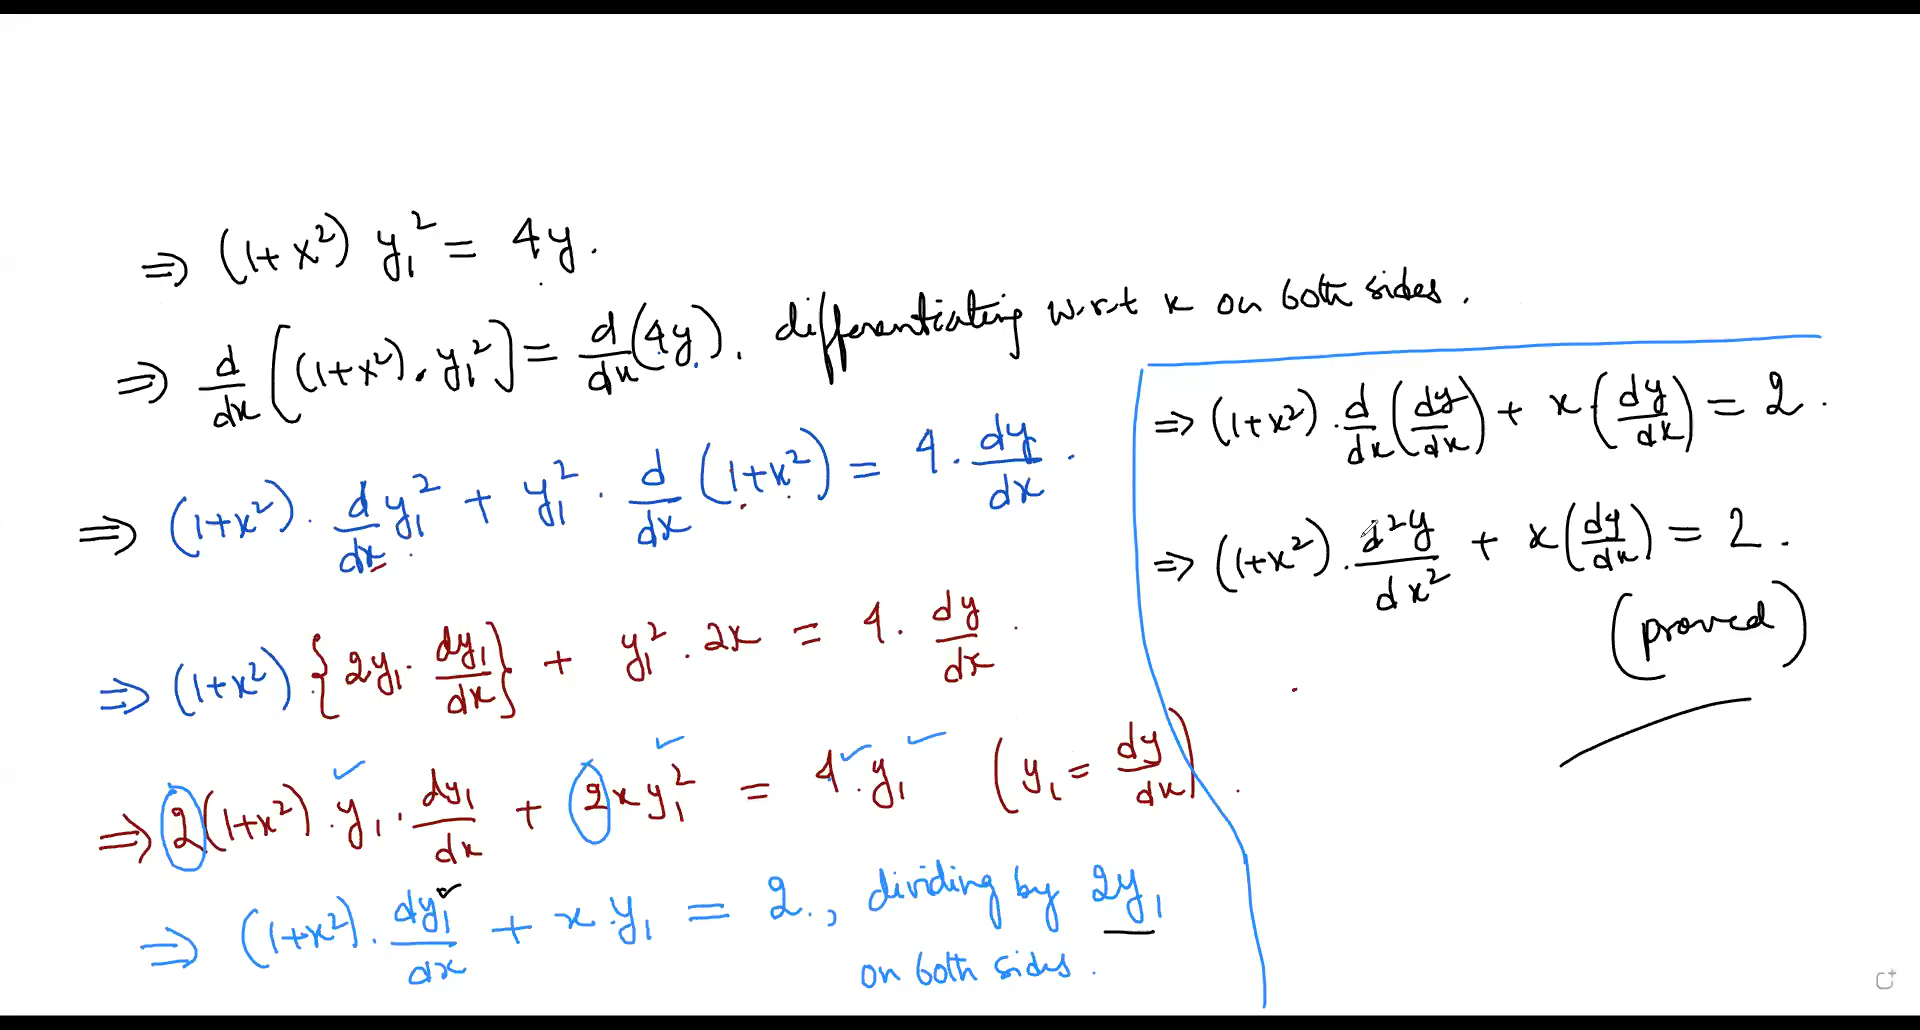 ⇒ (1+x²) y₁² = 4y.
⇒ d/dx [(1+x²). y₁²] = d/dx (4y). differentiating w.r.t x on both sides.
⇒ (1+x²) . d/dx y₁² + y₁² . d/dx (1+x²) = 4 . dy/dx .
⇒ (1+x²) {2y₁ . dy₁/dx} + y₁² . 2x = 4 . dy/dx .
⇒ 2(1+x²) . y₁ . dy₁/dx + 2xy₁² = 4 . y₁ (y₁ = dy/dx) .
⇒ (1+x²) . dy₁/dx + x . y₁ = 2 . , dividing by 2y₁
on both sides .
⇒ (1+x²) . d/dx (dy/dx) + x . (dy/dx) = 2 .
⇒ (1+x²) . d²y/dx² + x (dy/dx) = 2 .
(proved)